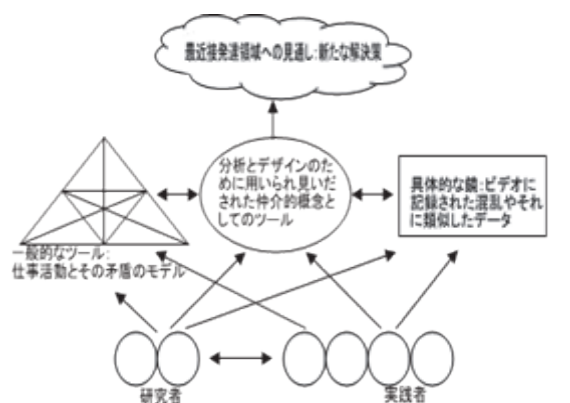 最近接発達領域への見通し:新たな解決策
分析とデザインのた
めに用いられ見いだ
された仲介的概念と
してのツール
具体的な鏡:ビデオに
記録された混乱やそれ
に類似したデータ
一般的なツール:
仕事活動とその矛盾のモデル
研究者
実践者